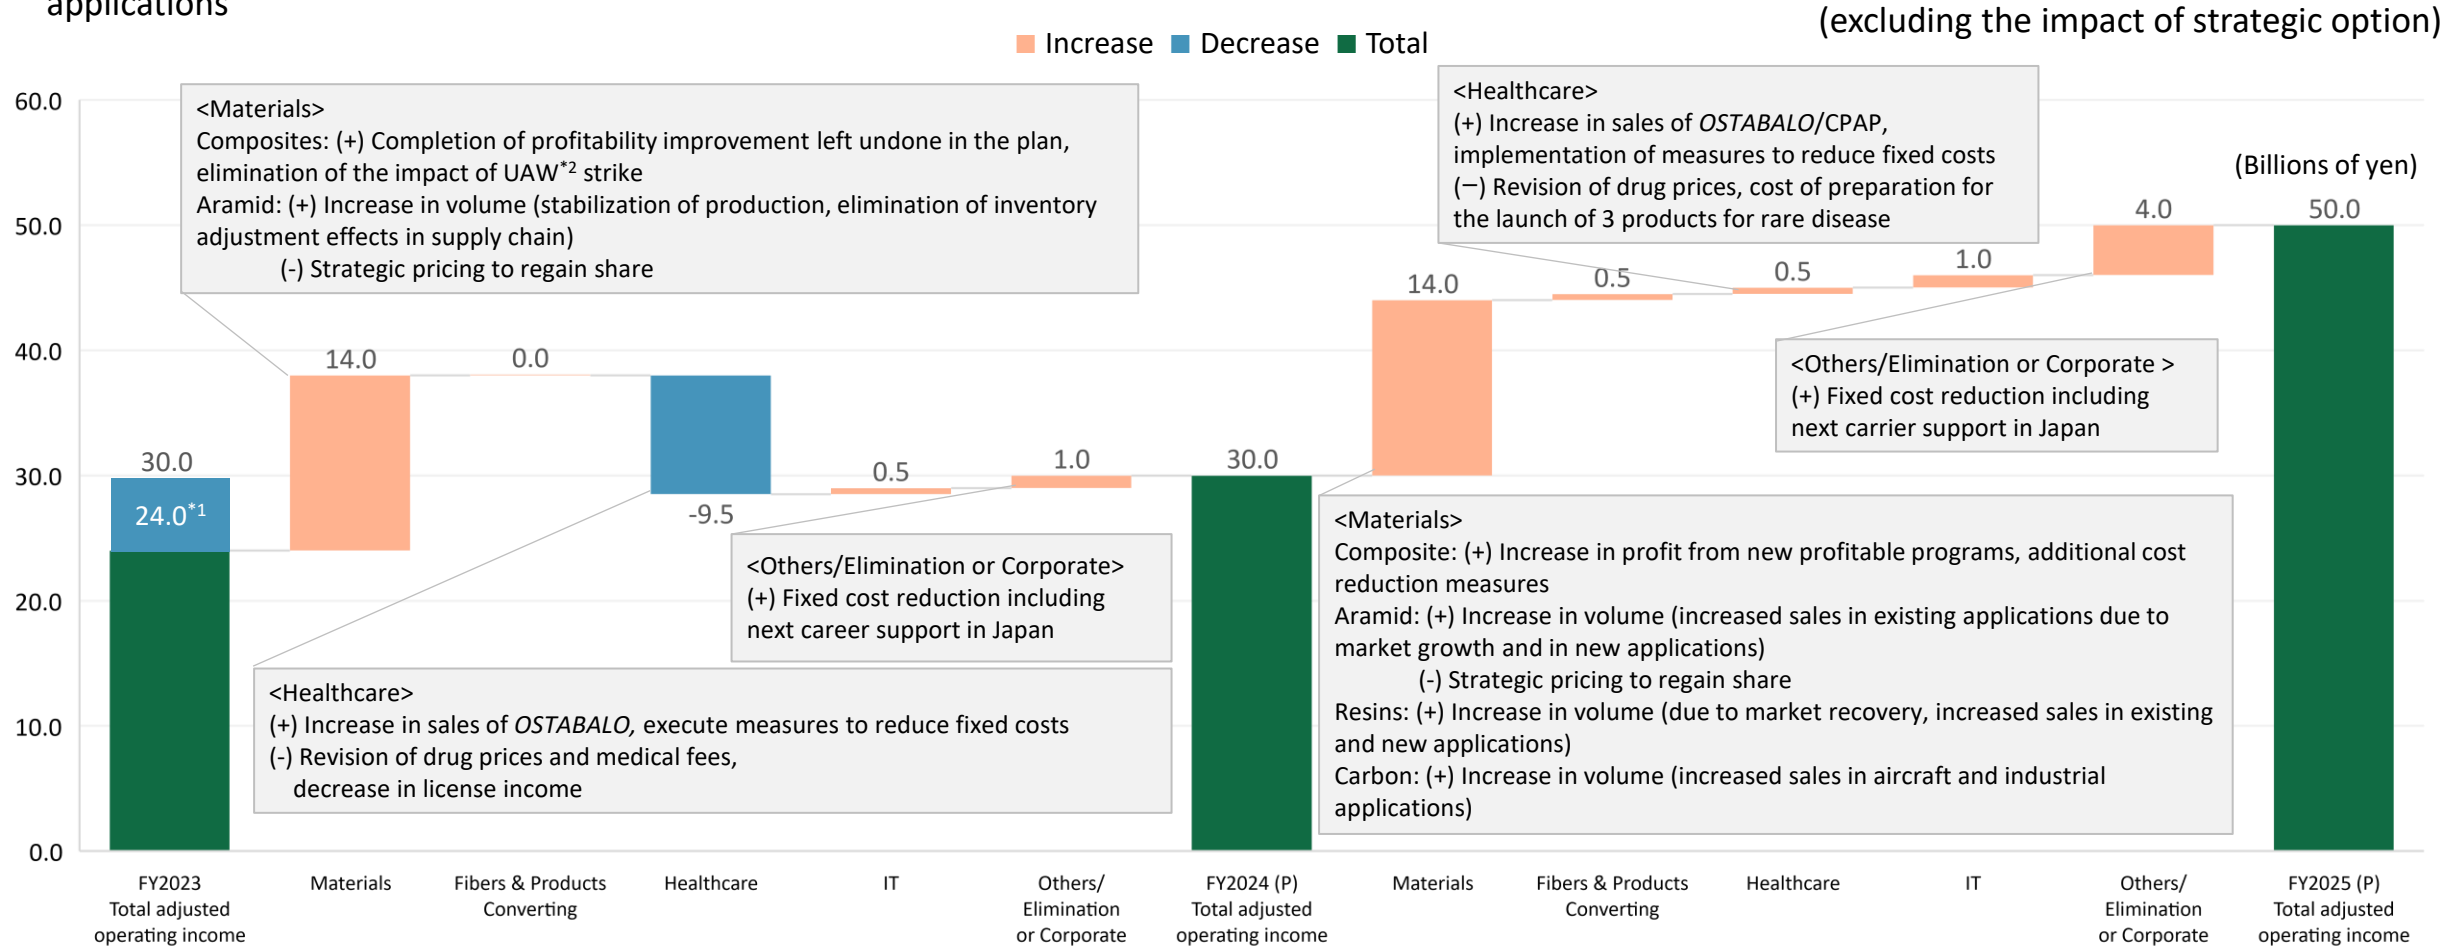 applications
(excluding the impact of strategic option)
Increase Decrease Total
(Billions of yen)
60.0
50.0
40.0
30.0
20.0
10.0
0.0
<Materials>
Composites: (+) Completion of profitability improvement left undone in the plan,
elimination of the impact of UAW*2 strike
Aramid: (+) Increase in volume (stabilization of production, elimination of inventory
adjustment effects in supply chain)
(-) Strategic pricing to regain share
<Healthcare>
(+) Increase in sales of OSTABALO/CPAP,
implementation of measures to reduce fixed costs
(−) Revision of drug prices, cost of preparation for
the launch of 3 products for rare disease
30.0
24.0*1
14.0
0.0
-9.5
0.5
1.0
30.0
14.0
0.5
0.5
1.0
4.0
50.0
<Others/Elimination or Corporate >
(+) Fixed cost reduction including
next carrier support in Japan
<Others/Elimination or Corporate>
(+) Fixed cost reduction including
next career support in Japan
<Healthcare>
(+) Increase in sales of OSTABALO, execute measures to reduce fixed costs
(-) Revision of drug prices and medical fees,
decrease in license income
<Materials>
Composite: (+) Increase in profit from new profitable programs, additional cost
reduction measures
Aramid: (+) Increase in volume (increased sales in existing applications due to
market growth and in new applications)
(-) Strategic pricing to regain share
Resins: (+) Increase in volume (due to market recovery, increased sales in existing
and new applications)
Carbon: (+) Increase in volume (increased sales in aircraft and industrial
applications)
FY2023
Total adjusted
operating income
Materials
Fibers & Products
Converting
Healthcare
IT
Others/
Elimination
or Corporate
FY2024 (P)
Total adjusted
operating income
Materials
Fibers & Products
Converting
Healthcare
IT
Others/
Elimination
or Corporate
FY2025 (P)
Total adjusted
operating income